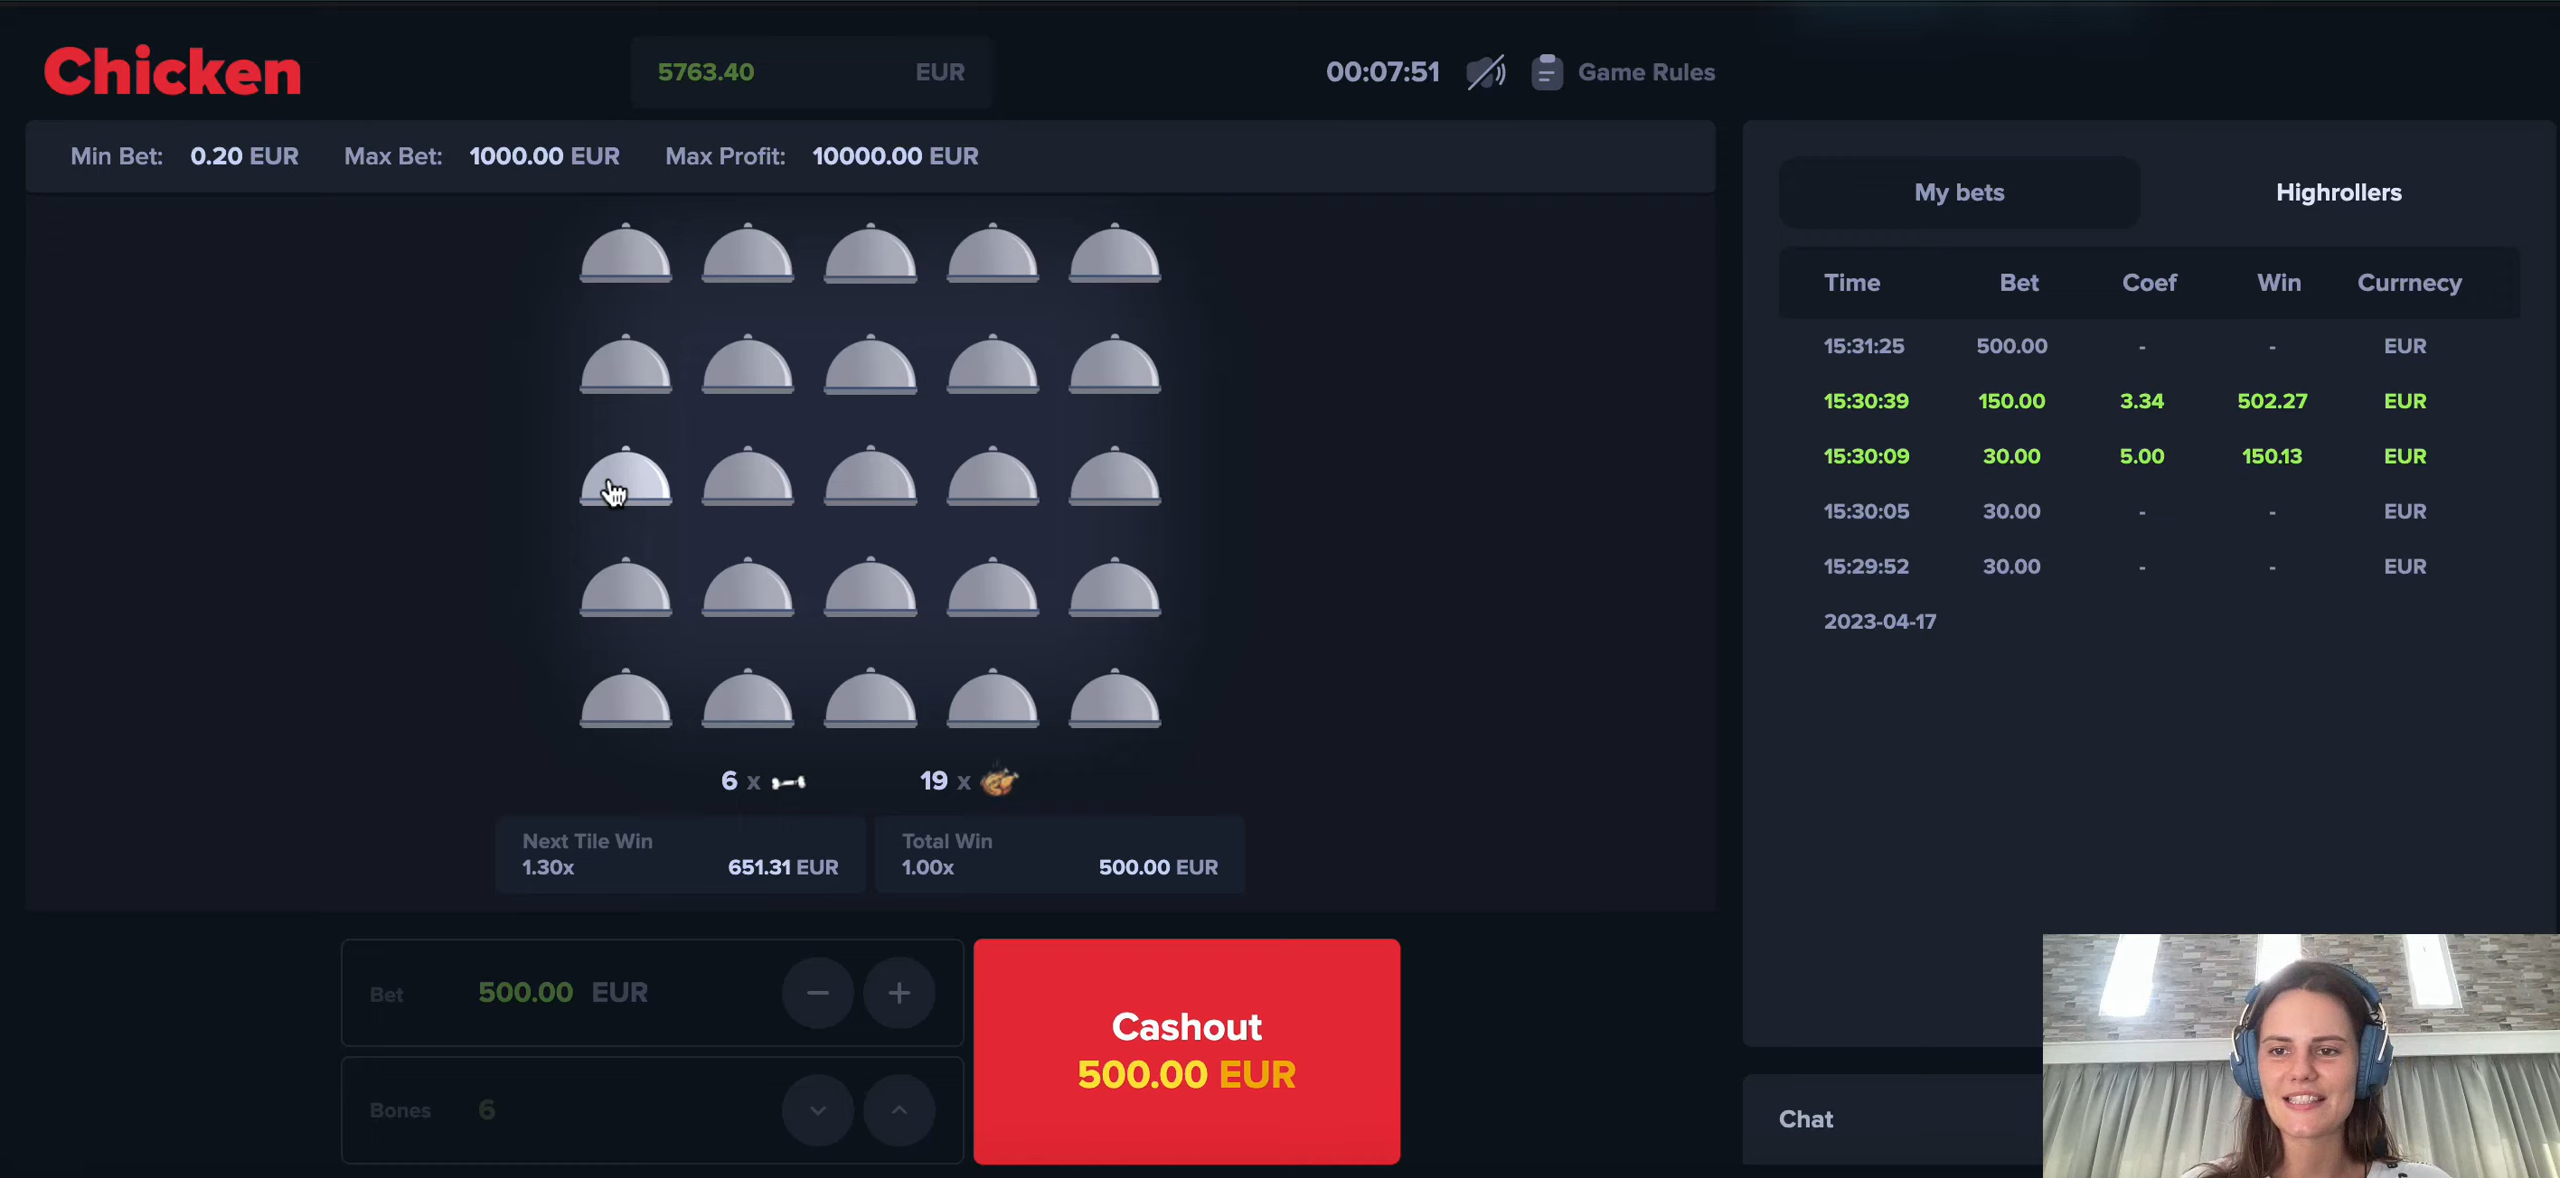 Chicken
5763.40 EUR
00:07:51 Game Rules
Min Bet: 0.20 EUR Max Bet: 1000.00 EUR Max Profit: 10000.00 EUR
My bets Highrollers
Time Bet Coef Win Currnecy
15:31:25 500.00 - - EUR
15:30:39 150.00 3.34 502.27 EUR
15:30:09 30.00 5.00 150.13 EUR
15:30:05 30.00 - - EUR
15:29:52 30.00 - - EUR
2023-04-17
6 x 19 x
Next Tile Win
1.30x 651.31 EUR
Total Win
1.00x 500.00 EUR
Bet 500.00 EUR
Bones 6
Cashout
500.00 EUR
Chat